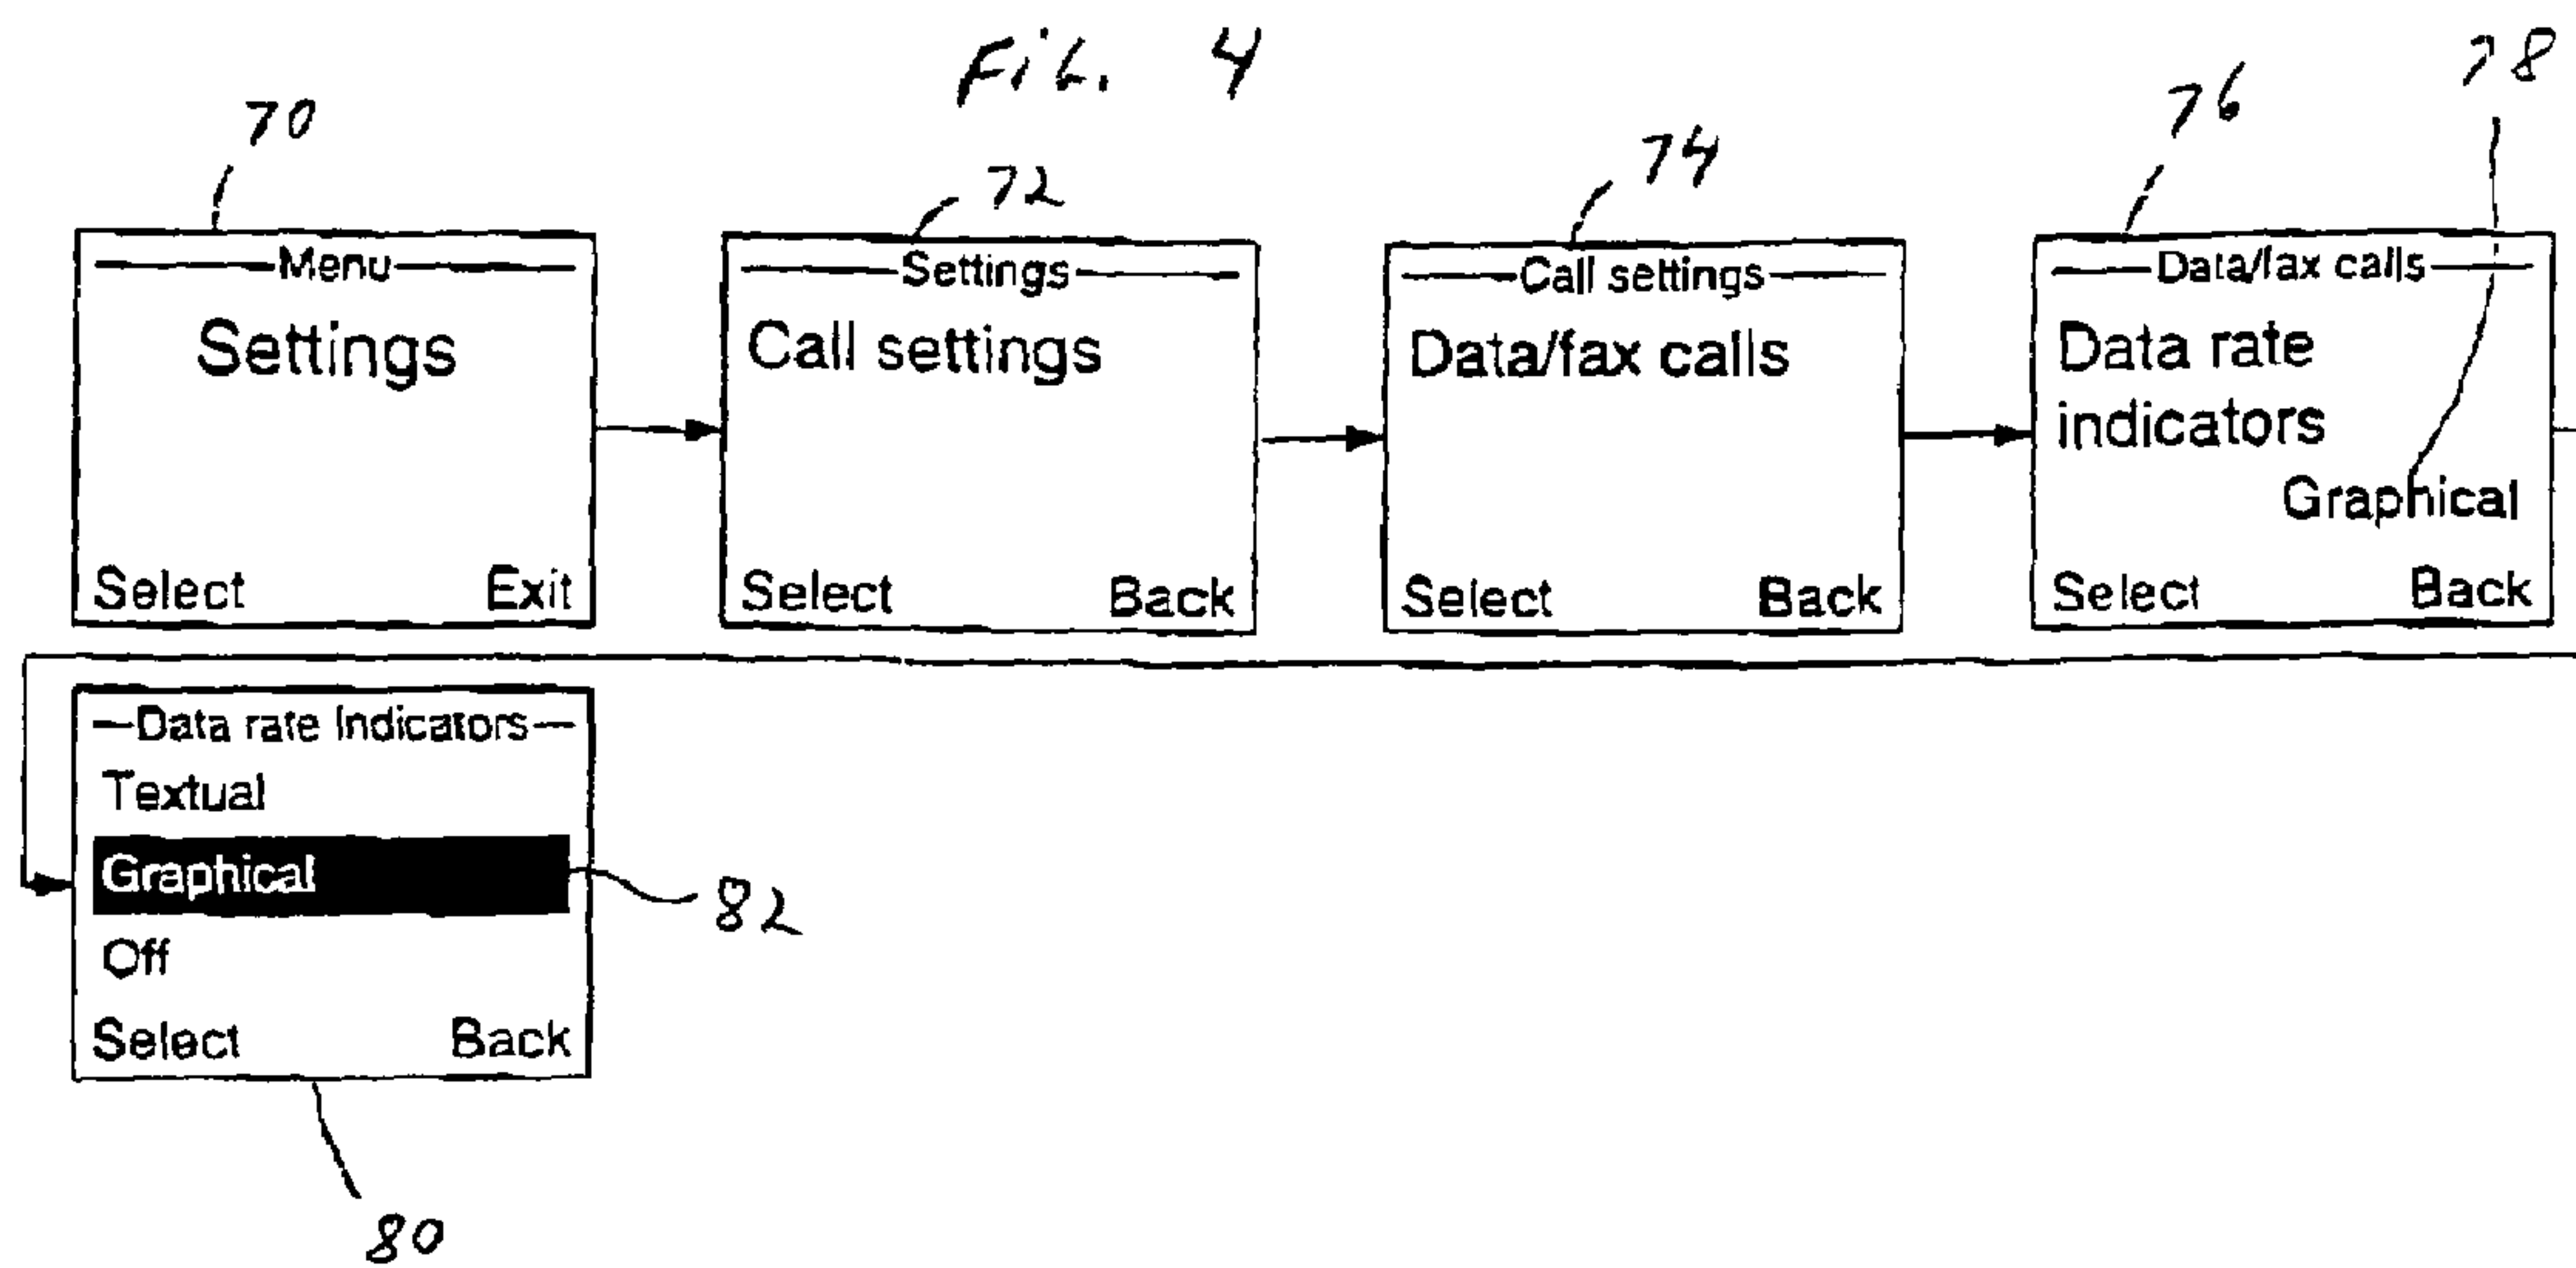 Fig. 4
70
72
74
76
78
Menu
Settings
Select Exit
Settings
Call settings
Select Back
Call settings
Data/fax calls
Select Back
Data/fax calls
Data rate
indicators
Graphical
Select Back
Data rate Indicators
Textual
Graphical
Off
Select Back
82
80